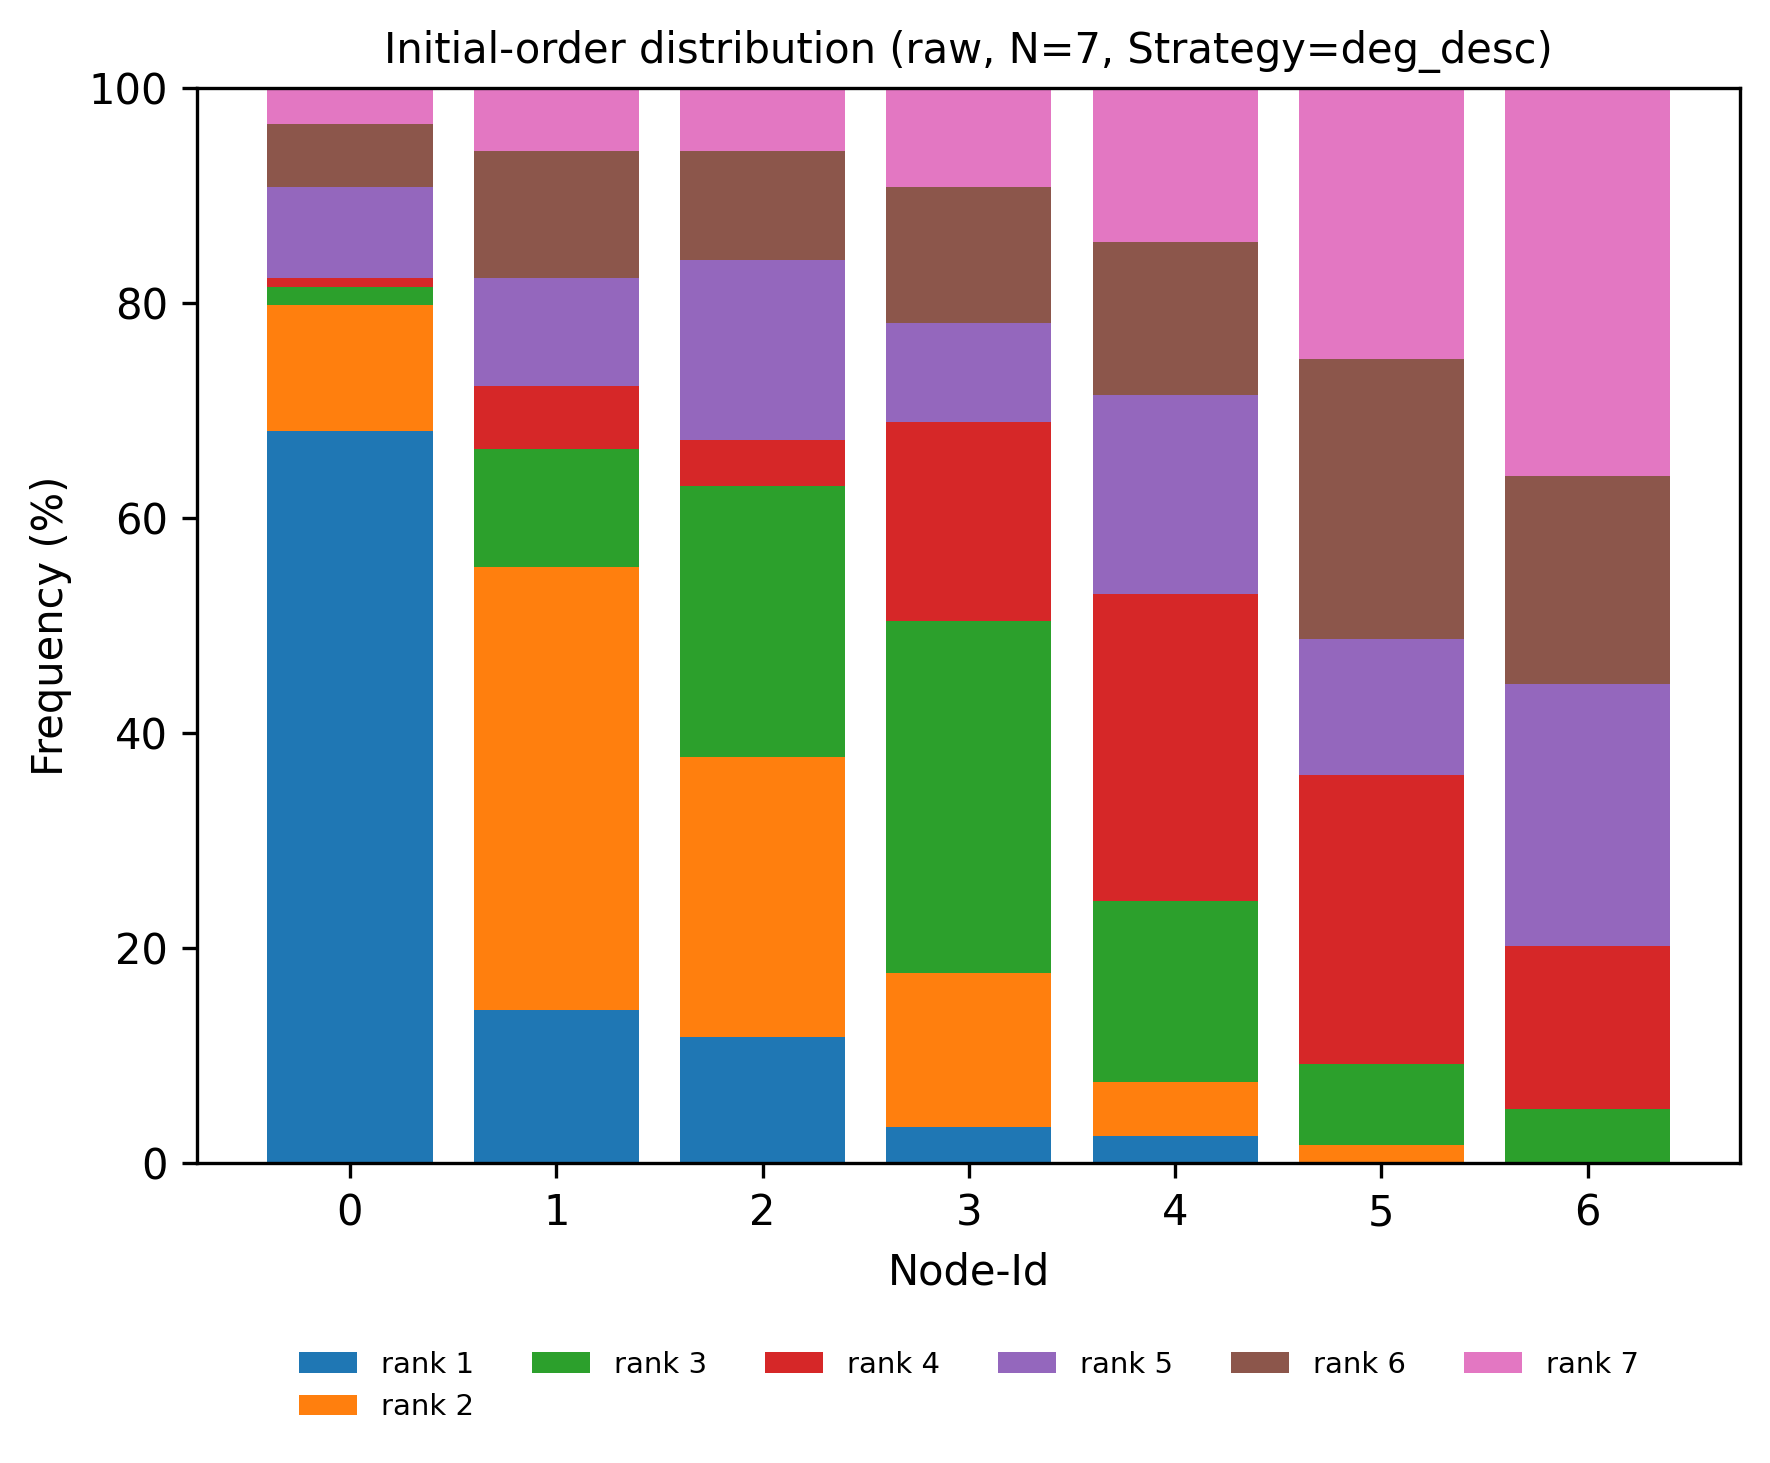 Initial-order distribution (raw, N=7, Strategy=deg_desc)
100
80
60
40
20
0
Frequency (%)
0 1 2 3 4 5 6
Node-Id
rank 1 rank 3 rank 4 rank 5 rank 6 rank 7
rank 2